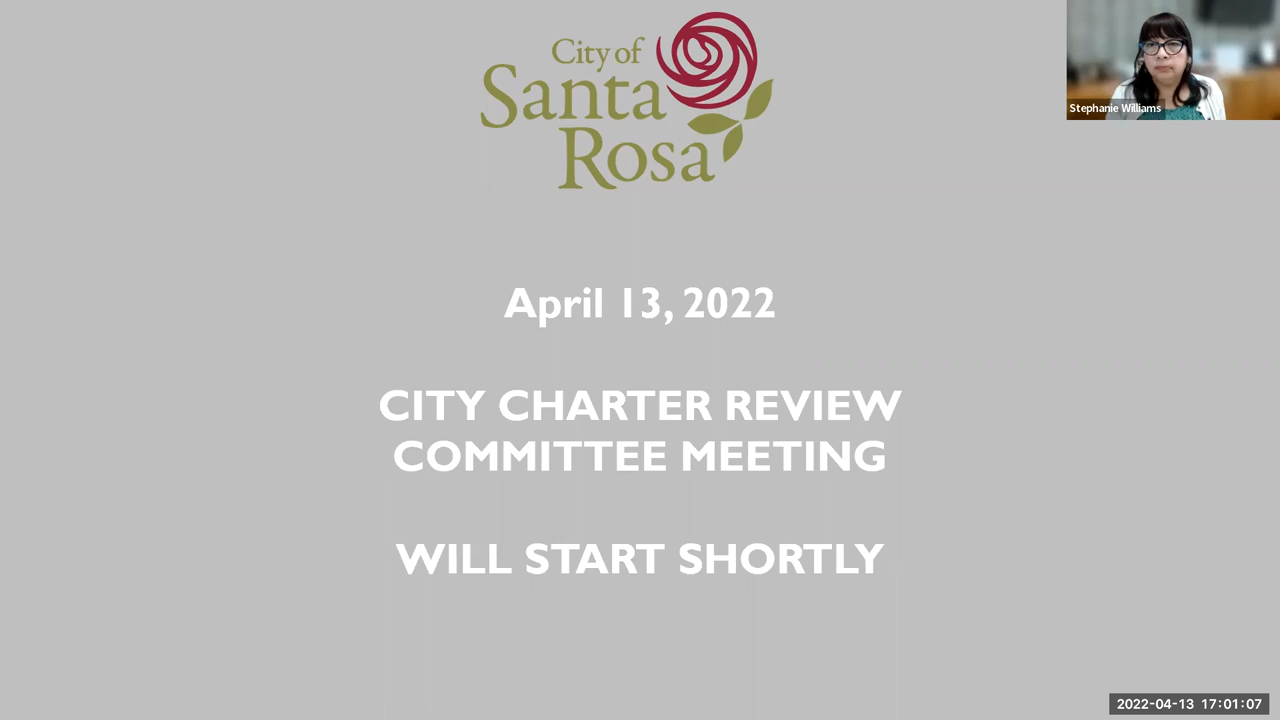 City of
Santa
Rosa
Stephanie Williams
April 13, 2022
CITY CHARTER REVIEW
COMMITTEE MEETING
WILL START SHORTLY
2022-04-13 17:01:07